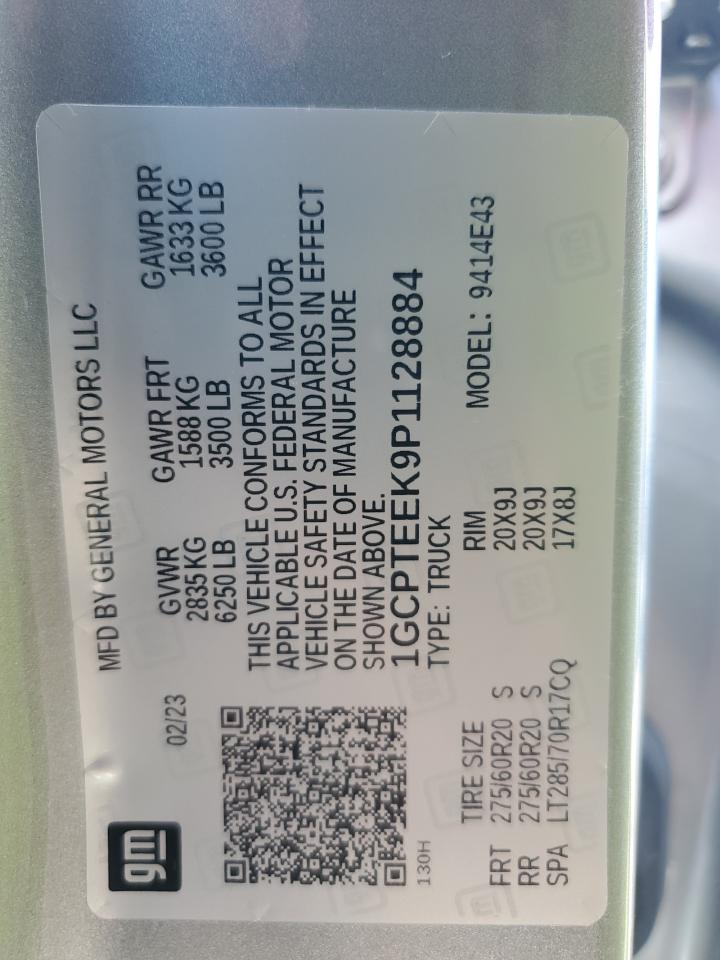 gm
MFD BY GENERAL MOTORS LLC
02/23
GVWR GAWR FRT GAWR RR
2835 KG 1588 KG 1633 KG
6250 LB 3500 LB 3600 LB
THIS VEHICLE CONFORMS TO ALL
APPLICABLE U.S. FEDERAL MOTOR
VEHICLE SAFETY STANDARDS IN EFFECT
ON THE DATE OF MANUFACTURE
SHOWN ABOVE.
1GCPTEEK9P1128884
TYPE: TRUCK
130H
MODEL: 9414E43
TIRE SIZE RIM
FRT 275/60R20 S 20X9J
RR 275/60R20 S 20X9J
SPA LT285/70R17CQ 17X8J